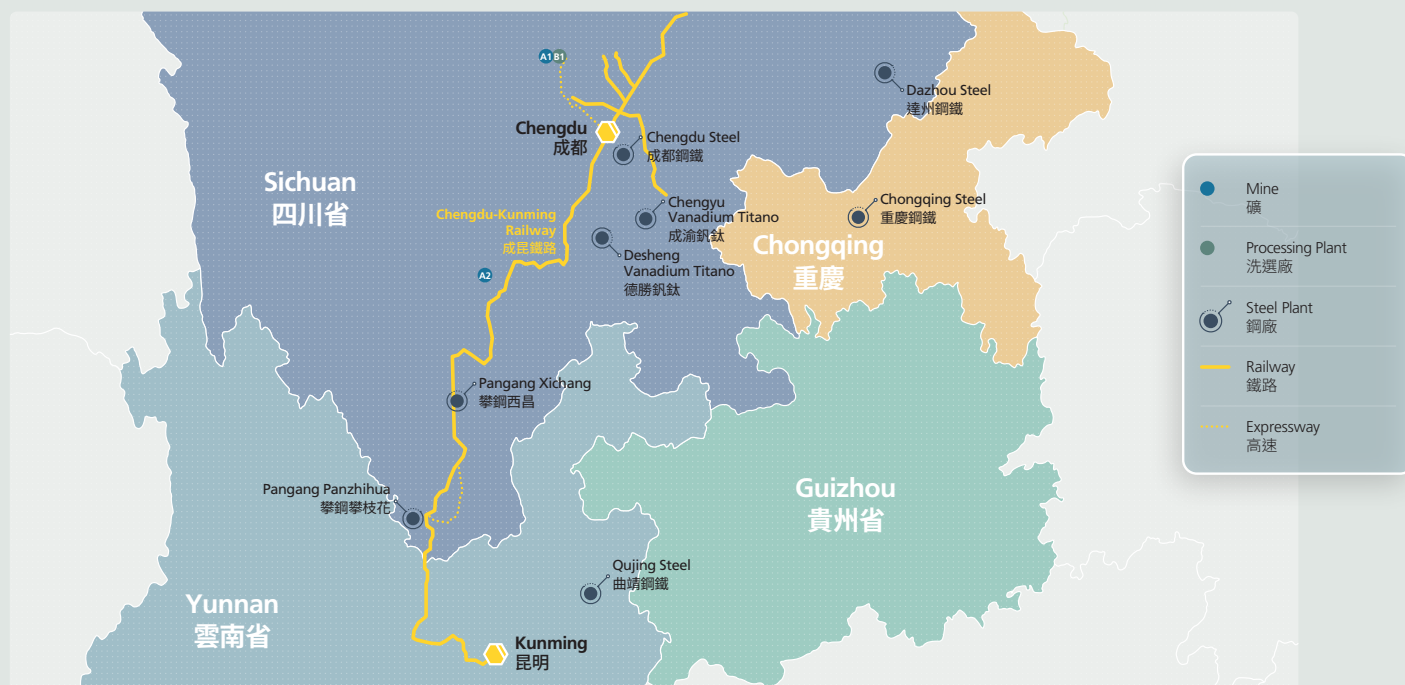 A1 B1
Dazhou Steel
達州鋼鐵
Chengdu
成都
Chengdu Steel
成都鋼鐵
Sichuan
四川省
Chengdu-Kunming
Railway
成昆鐵路
Chengyu
Vanadium Titano
成渝釩鈦
Desheng
Vanadium Titano
德勝釩鈦
Chongqing Steel
重慶鋼鐵
Chongqing
重慶
A2
Pangang Xichang
攀鋼西昌
Pangang Panzhihua
攀鋼攀枝花
Guizhou
貴州省
Qujing Steel
曲靖鋼鐵
Yunnan
雲南省
Kunming
昆明
Mine
礦
Processing Plant
洗選廠
Steel Plant
鋼廠
Railway
鐵路
Expressway
高速